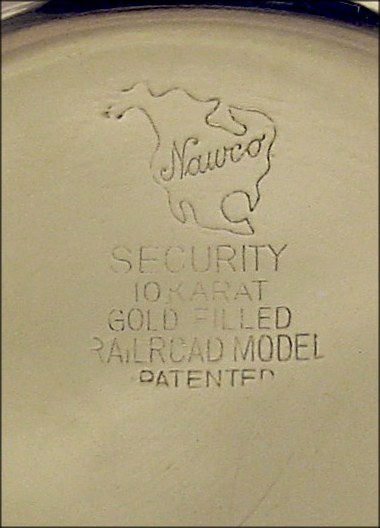 Nawco
SECURITY
10 KARAT
GOLD FILLED
RAILROAD MODEL
PATENTED